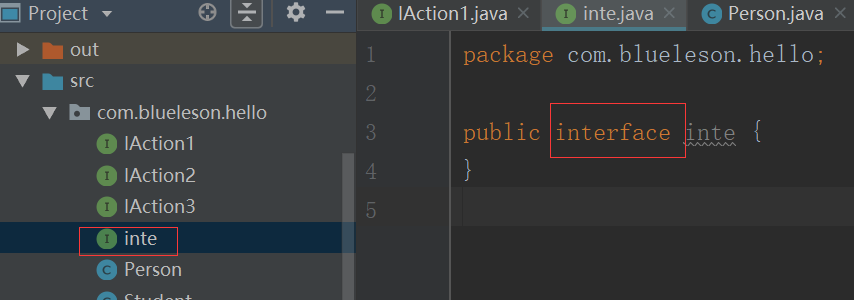 Project
out
src
com.blueleson.hello
IAction1
IAction2
IAction3
inte
Person
Student
IAction1.java
inte.java
Person.java
1 package com.blueleson.hello;
2
3 public interface inte {
4 }
5